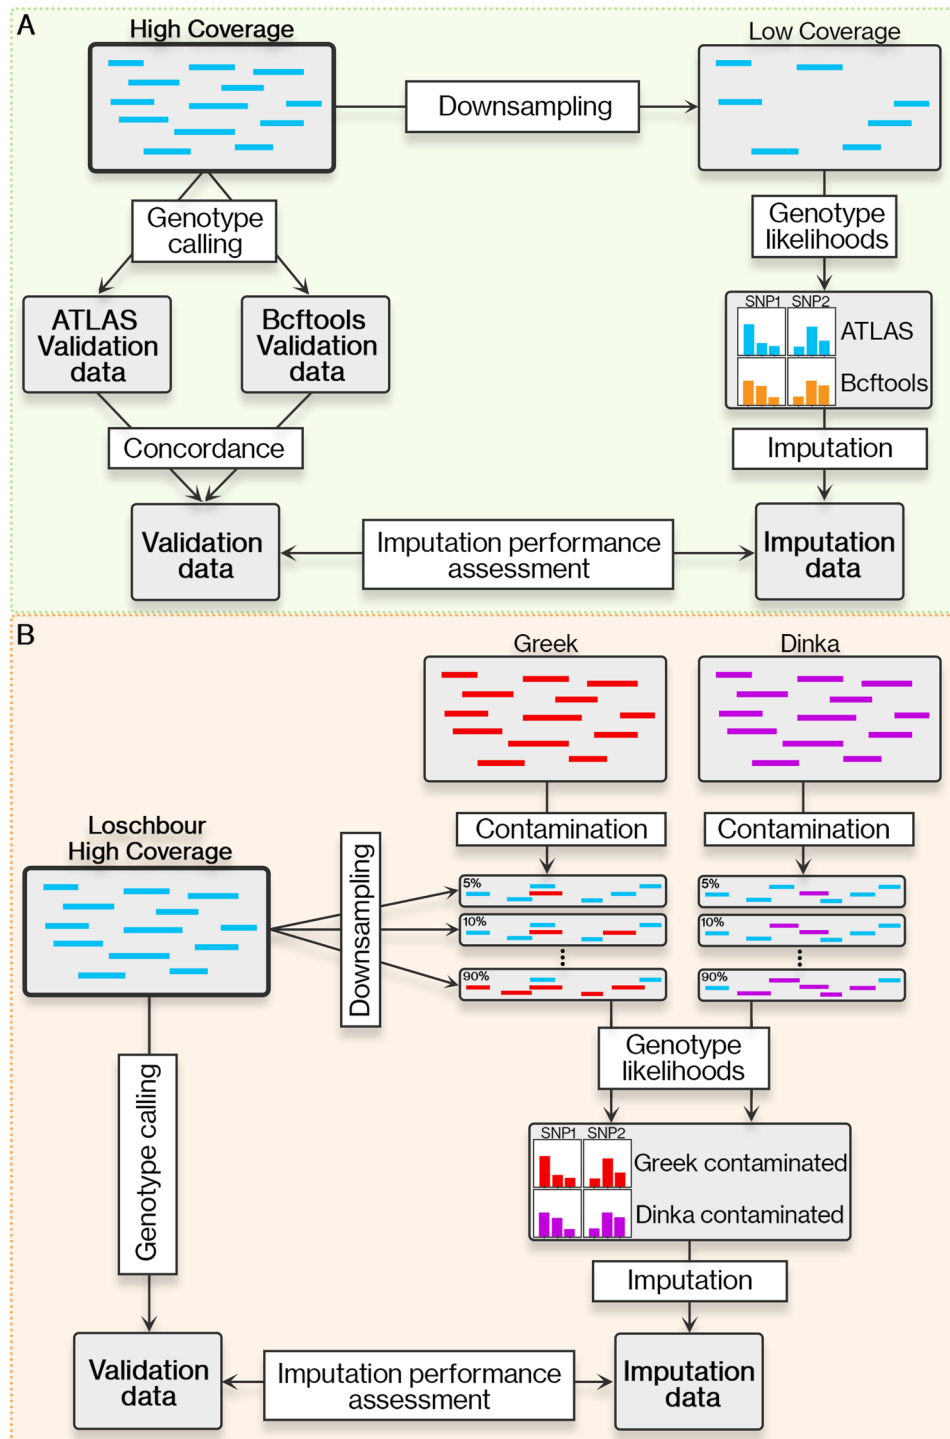 A
High Coverage
Low Coverage
Downsampling
Genotype
calling
Genotype
likelihoods
ATLAS
Validation
data
Bcftools
Validation
data
SNP1 SNP2
ATLAS
Bcftools
Concordance
Imputation
Validation
data
Imputation performance
assessment
Imputation
data
B
Greek
Dinka
Contamination
Contamination
Loschbour
High Coverage
Downsampling
5%
10%
90%
5%
10%
90%
Genotype
likelihoods
Genotype calling
SNP1 SNP2
Greek contaminated
Dinka contaminated
Imputation
Validation
data
Imputation performance
assessment
Imputation
data